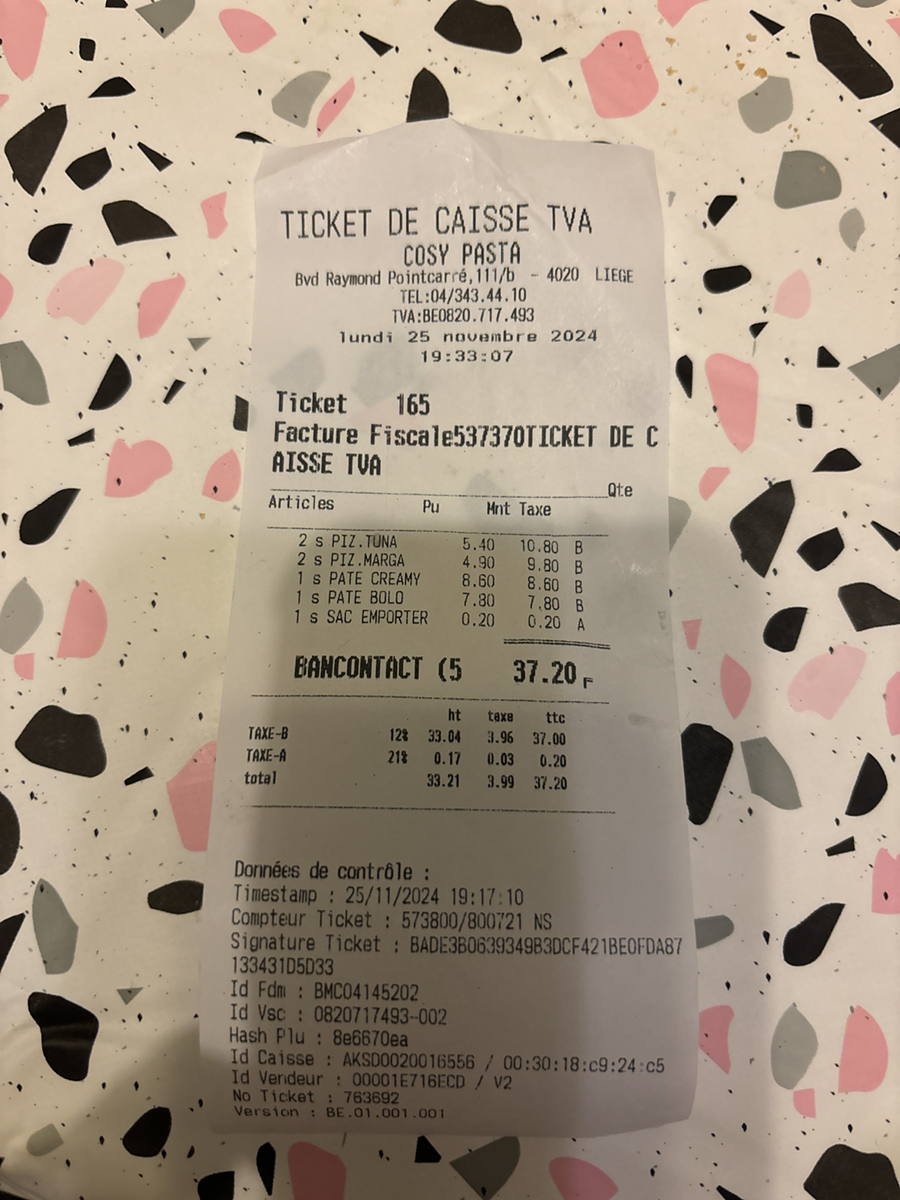 TICKET DE CAISSE TVA
COSY PASTA
Bvd Raymond Pointcarré,111/b - 4020 LIEGE
TEL:04/343.44.10
TVA:BE0820.717.493
lundi 25 novembre 2024
19:33:07
Ticket 165
Facture Fiscale537370TICKET DE C
AISSE TVA
Qte
Articles Pu Mnt Taxe
2 s PIZ.TUNA 5.40 10.80 B
2 s PIZ.MARGA 4.90 9.80 B
1 s PATE CREAMY 8.60 8.60 B
1 s PATE BOLO 7.80 7.80 B
1 s SAC EMPORTER 0.20 0.20 A
BANCONTACT (5 37.20 F
ht taxe ttc
TAXE-B 12% 33.04 3.96 37.00
TAXE-A 21% 0.17 0.03 0.20
total 33.21 3.99 37.20
Données de contrôle :
Timestamp : 25/11/2024 19:17:10
Compteur Ticket : 573800/800721 NS
Signature Ticket : BADE3B0639349B3DCF421BE0FDA87
133431D5D33
Id Fdm : BMC04145202
Id Vsc : 0820717493-002
Hash Plu : 8e6670ea
Id Caisse : AKSD0020016556 / 00:30:18:c9:24:c5
Id Vendeur : 00001E716ECD / V2
No Ticket : 763692
Version : BE.01.001.001